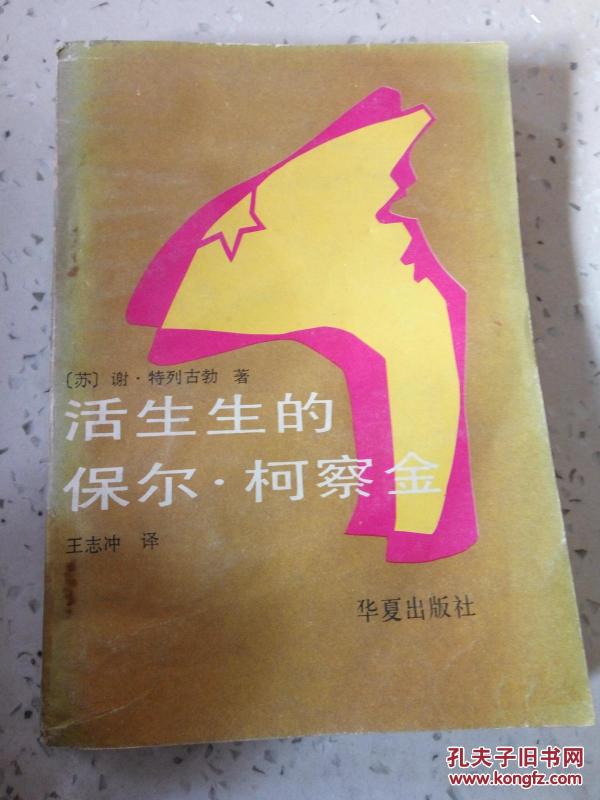 〔苏〕谢·特列古勃 著
活生生的
保尔·柯察金
王志冲 译
华夏出版社
孔夫子旧书网
www.kongfz.com